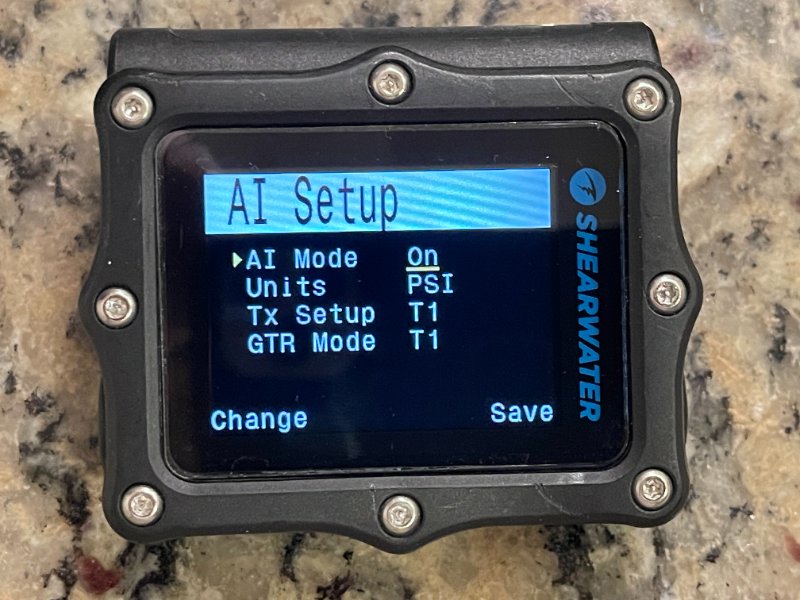 AI Setup
AI Mode On
Units PSI
Tx Setup T1
GTR Mode T1
Change Save
SHEARWATER